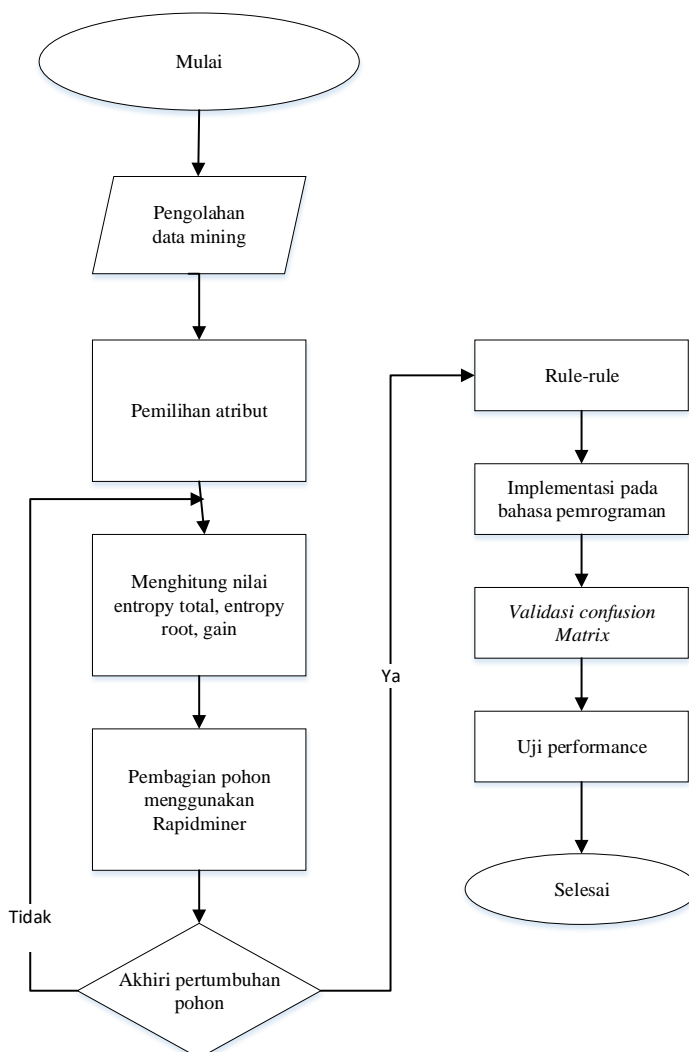 Mulai
Pengolahan
data mining
Pemilihan atribut
Menghitung nilai
entropy total, entropy
root, gain
Pembagian pohon
menggunakan
Rapidminer
Tidak
Akhiri pertumbuhan
pohon
Ya
Rule-rule
Implementasi pada
bahasa pemrograman
Validasi confusion
Matrix
Uji performance
Selesai